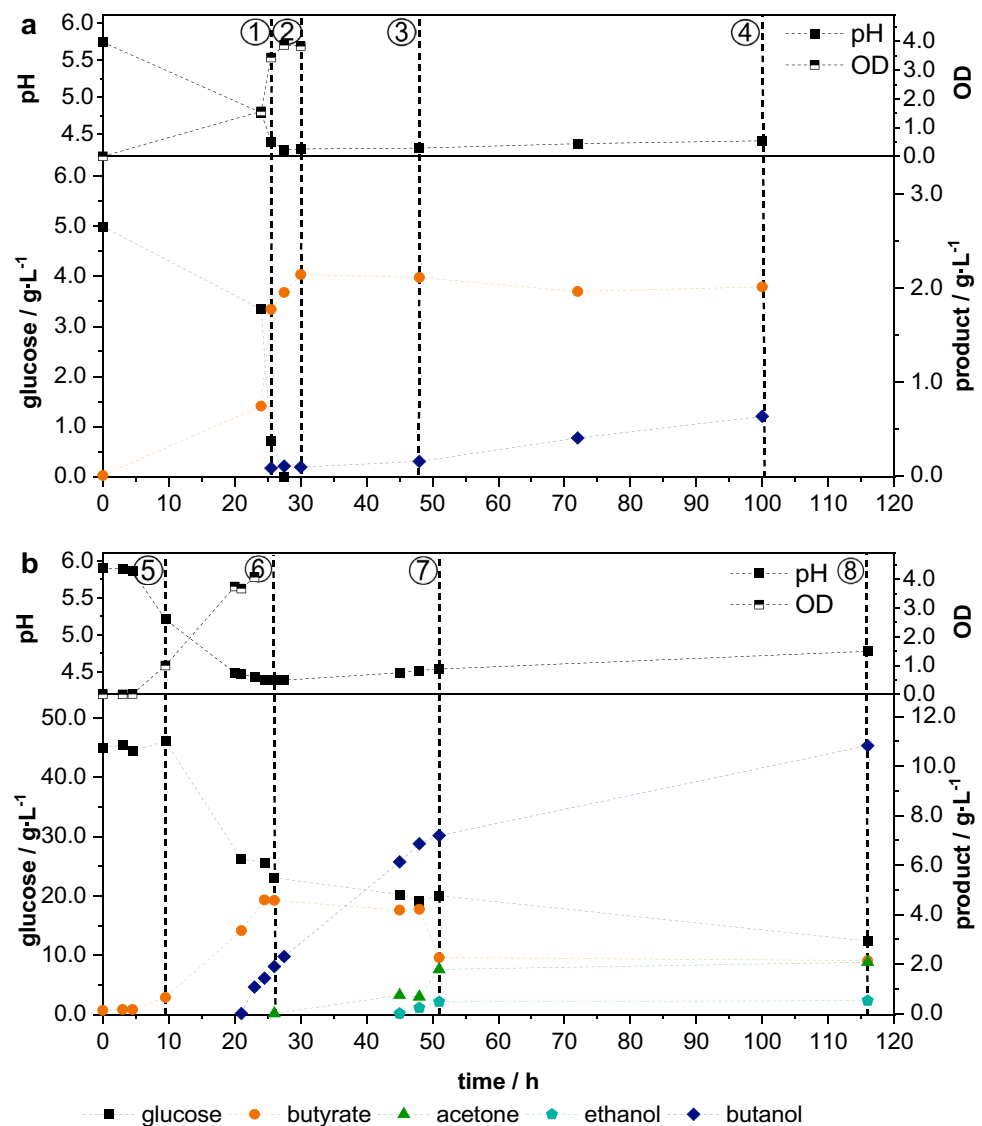 a
① ② ③ ④
pH
OD
6.0
5.5
5.0
4.5
pH
4.0
3.0
2.0
1.0
0.0
OD
6.0
5.0
4.0
3.0
2.0
1.0
0.0
glucose / g·L⁻¹
3.0
2.0
1.0
0.0
product / g·L⁻¹
0 10 20 30 40 50 60 70 80 90 100 110 120
b
⑤ ⑥ ⑦ ⑧
pH
OD
6.0
5.5
5.0
4.5
pH
4.0
3.0
2.0
1.0
0.0
OD
50.0
40.0
30.0
20.0
10.0
0.0
glucose / g·L⁻¹
12.0
10.0
8.0
6.0
4.0
2.0
0.0
product / g·L⁻¹
0 10 20 30 40 50 60 70 80 90 100 110 120
time / h
glucose butyrate acetone ethanol butanol